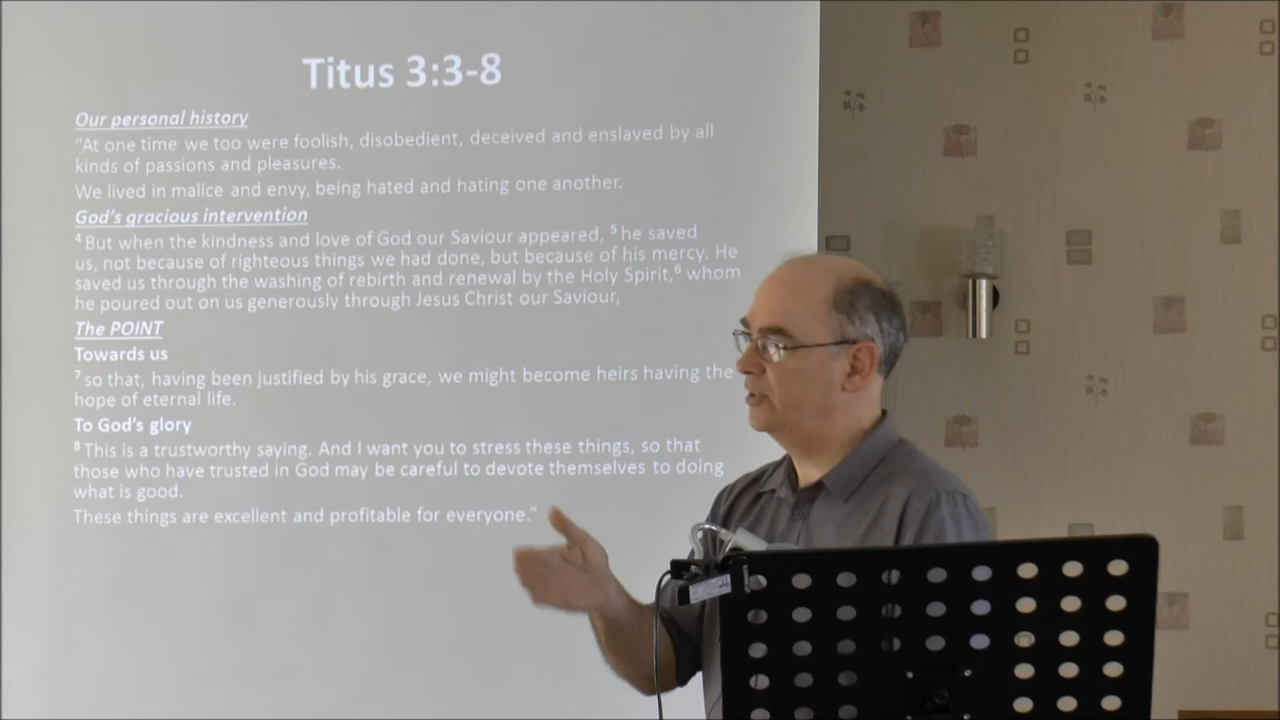 Titus 3:3-8
Our personal history
“At one time we too were foolish, disobedient, deceived and enslaved by all
kinds of passions and pleasures.
We lived in malice and envy, being hated and hating one another.
God’s gracious intervention
⁴ But when the kindness and love of God our Saviour appeared, ⁵ he saved
us, not because of righteous things we had done, but because of his mercy. He
saved us through the washing of rebirth and renewal by the Holy Spirit,⁶ whom
he poured out on us generously through Jesus Christ our Saviour,
The POINT
Towards us
⁷ so that, having been justified by his grace, we might become heirs having the
hope of eternal life.
To God’s glory
⁸ This is a trustworthy saying. And I want you to stress these things, so that
those who have trusted in God may be careful to devote themselves to doing
what is good.
These things are excellent and profitable for everyone.”